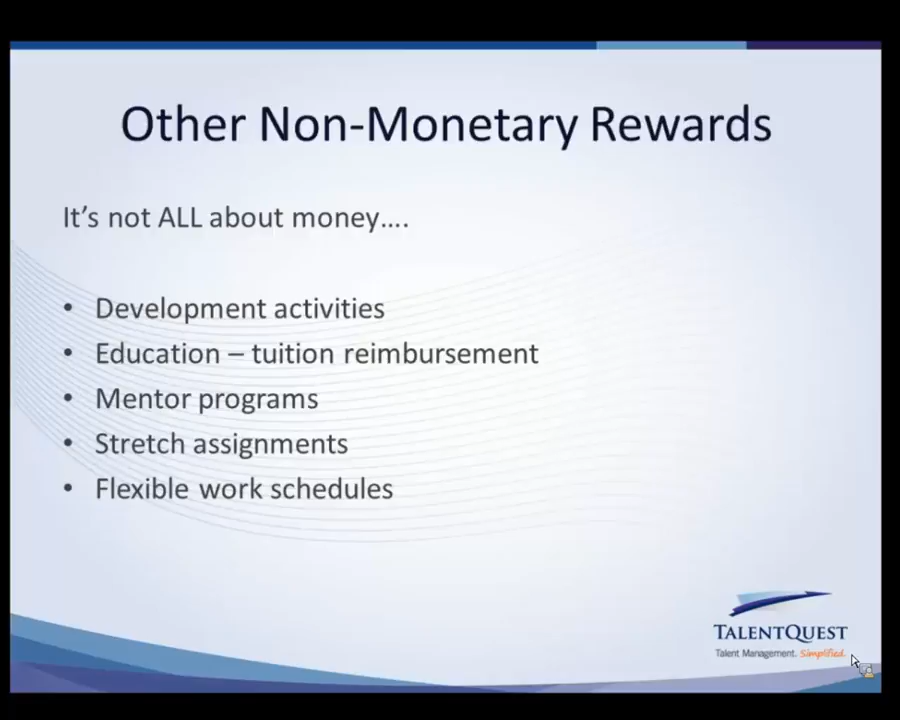 Other Non-Monetary Rewards
It's not ALL about money….
• Development activities
• Education – tuition reimbursement
• Mentor programs
• Stretch assignments
• Flexible work schedules
TALENTQUEST
Talent Management. Simplified.